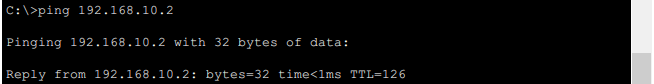 C:\>ping 192.168.10.2
Pinging 192.168.10.2 with 32 bytes of data:
Reply from 192.168.10.2: bytes=32 time<1ms TTL=126